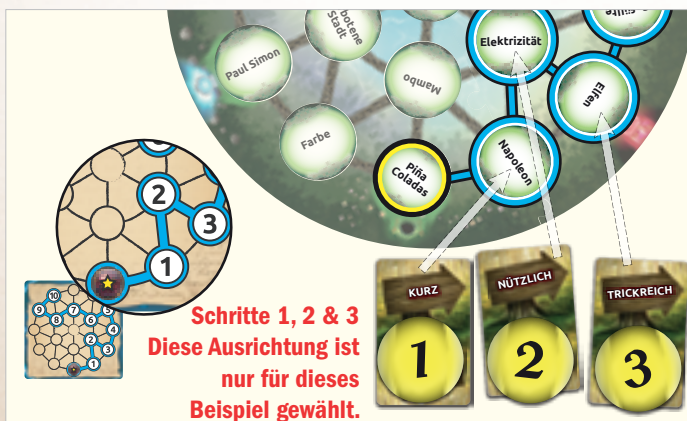 botene
Stadt
Paul Simon
Mambo
Farbe
Elektrizität
Elfen
Napoleon
Piña
Coladas
2
3
1
10
9
7
8
5
6
4
2
3
1
Schritte 1, 2 & 3
Diese Ausrichtung ist
nur für dieses
Beispiel gewählt.
KURZ
1
NÜTZLICH
2
TRICKREICH
3